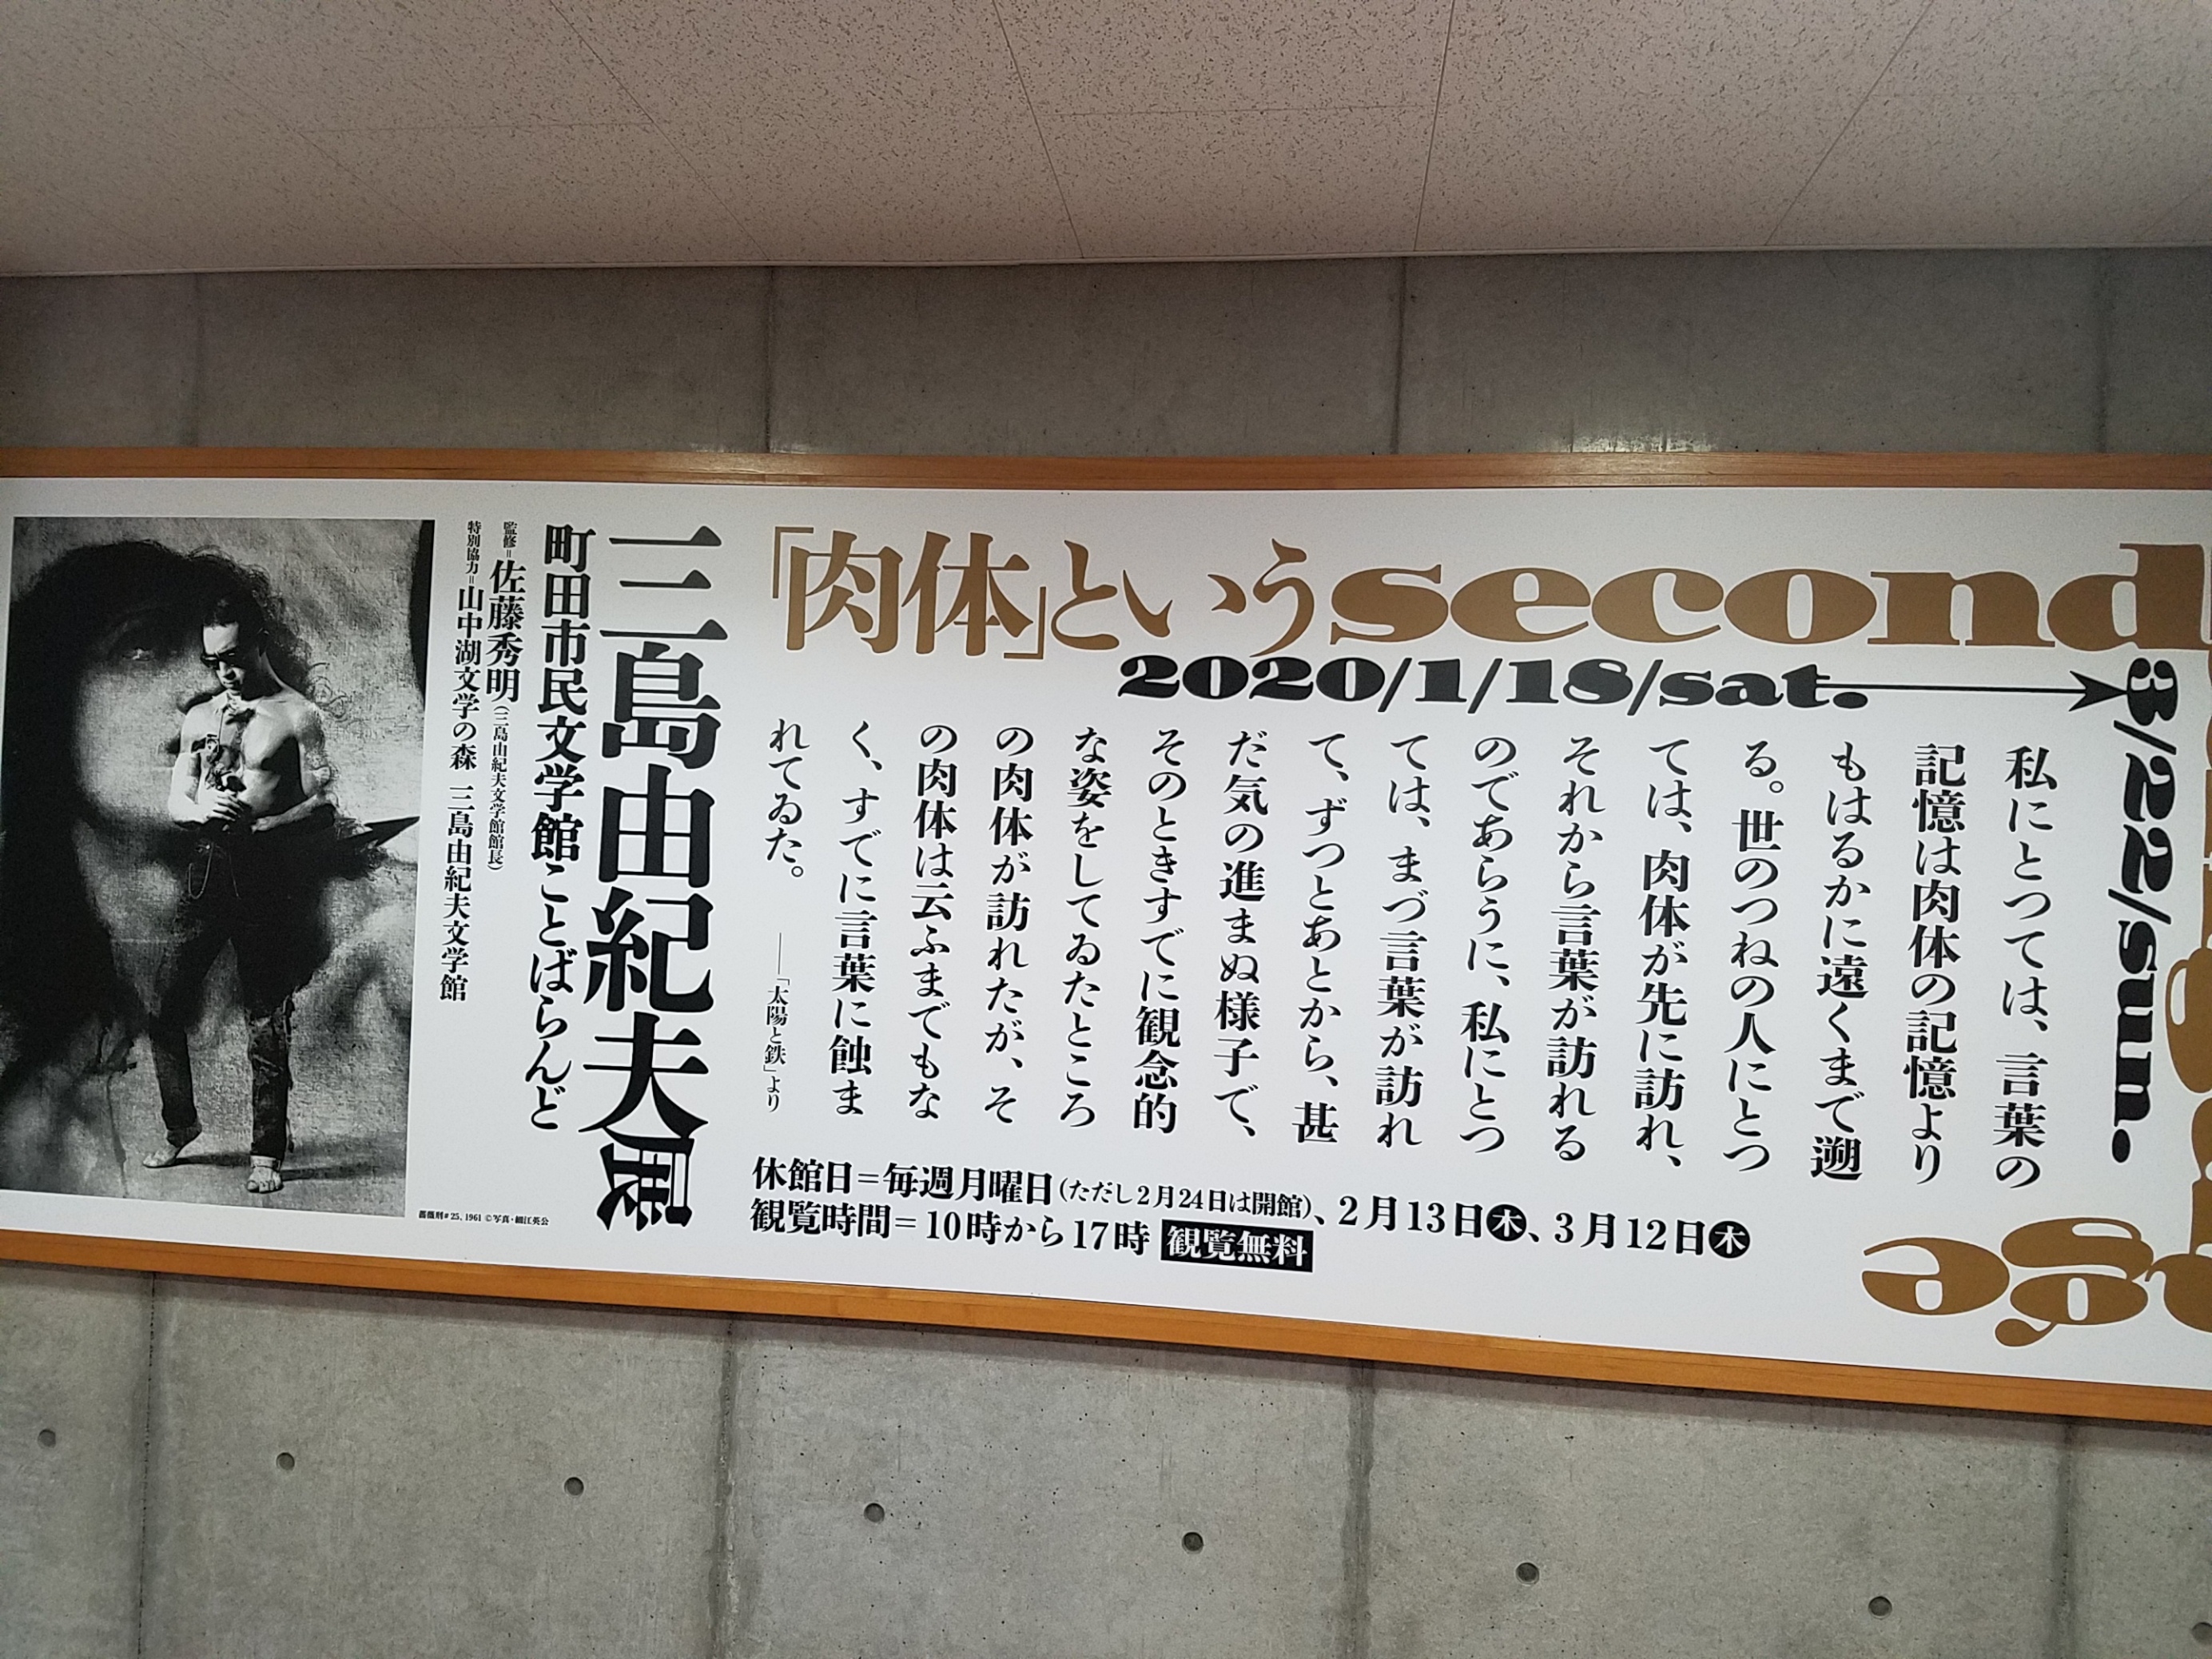 「肉体」というsecond
2020/1/18/sat.
3/22/sun.
私にとつては、言葉の
記憶は肉体の記憶より
もはるかに遠くまで遡
る。世のつねの人にとつ
ては、肉体が先に訪れ、
それから言葉が訪れる
のであらうに、私にとつ
ては、まづ言葉が訪れ
て、ずつとあとから、甚
だ気の進まぬ様子で、
そのときすでに観念的
な姿をしてゐたところ
の肉体が訪れたが、そ
の肉体は云ふまでもな
く、すでに言葉に蝕ま
れてゐた。
――「太陽と鉄」より
休館日=毎週月曜日(ただし2月24日は開館)、2月13日木、3月12日木
観覧時間=10時から17時 観覧無料
三島由紀夫展
町田市民文学館ことばらんど
監修=佐藤秀明(三島由紀夫文学館館長)
特別協力=山中湖文学の森 三島由紀夫文学館
薔薇刑#25, 1961 ©写真・細江英公